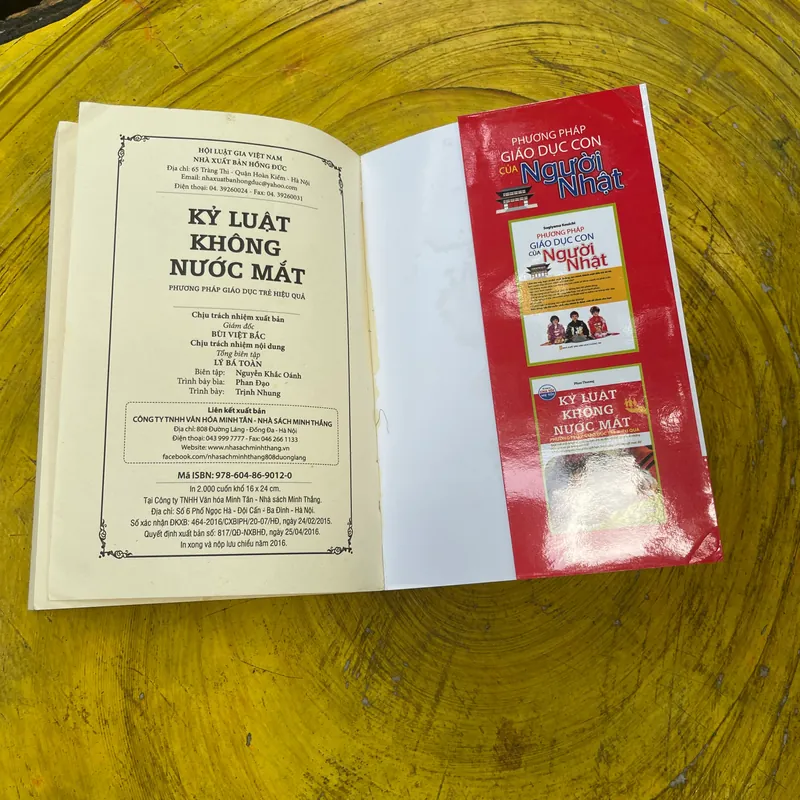 HỘI LUẬT GIA VIỆT NAM
NHÀ XUẤT BẢN HỒNG ĐỨC
Địa chỉ: 65 Tràng Thi - Quận Hoàn Kiếm - Hà Nội
Email: nhaxuatbanhongduc@yahoo.com
Điện thoại: 04. 39260024 - Fax: 04. 39260031
KỶ LUẬT
KHÔNG
NƯỚC MẮT
PHƯƠNG PHÁP GIÁO DỤC TRẺ HIỆU QUẢ
Chịu trách nhiệm xuất bản
Giám đốc
BÙI VIỆT BẮC
Chịu trách nhiệm nội dung
Tổng biên tập
LÝ BÁ TOÀN
Biên tập: Nguyễn Khắc Oánh
Trình bày bìa: Phan Đạo
Trình bày: Trịnh Nhung
Liên kết xuất bản
CÔNG TY TNHH VĂN HÓA MINH TÂN - NHÀ SÁCH MINH THẮNG
Địa chỉ: 808 Đường Láng - Đống Đa - Hà Nội
Điện thoại: 043 999 7777 - Fax: 046 266 1133
Website: www.nhasachminhthang.vn
facebook.com/nhasachminhthang808duonglang
Mã ISBN: 978-604-86-9012-0
In 2.000 cuốn khổ 16 x 24 cm.
Tại Công ty TNHH Văn hóa Minh Tân - Nhà sách Minh Thắng.
Địa chỉ: Số 6 Phố Ngọc Hà - Đội Cấn - Ba Đình - Hà Nội.
Số xác nhận ĐKXB: 464-2016/CXBIPH/20-07/HĐ, ngày 24/02/2015.
Quyết định xuất bản số: 817/QĐ-NXBHĐ, ngày 25/04/2016.
In xong và nộp lưu chiểu năm 2016.
PHƯƠNG PHÁP
GIÁO DỤC CON
CỦA Người
Nhật
PHƯƠNG PHÁP
GIÁO DỤC CON
CỦA Người
Nhật
KỶ LUẬT
KHÔNG
NƯỚC MẮT
PHƯƠNG PHÁP GIÁO DỤC TRẺ HIỆU QUẢ